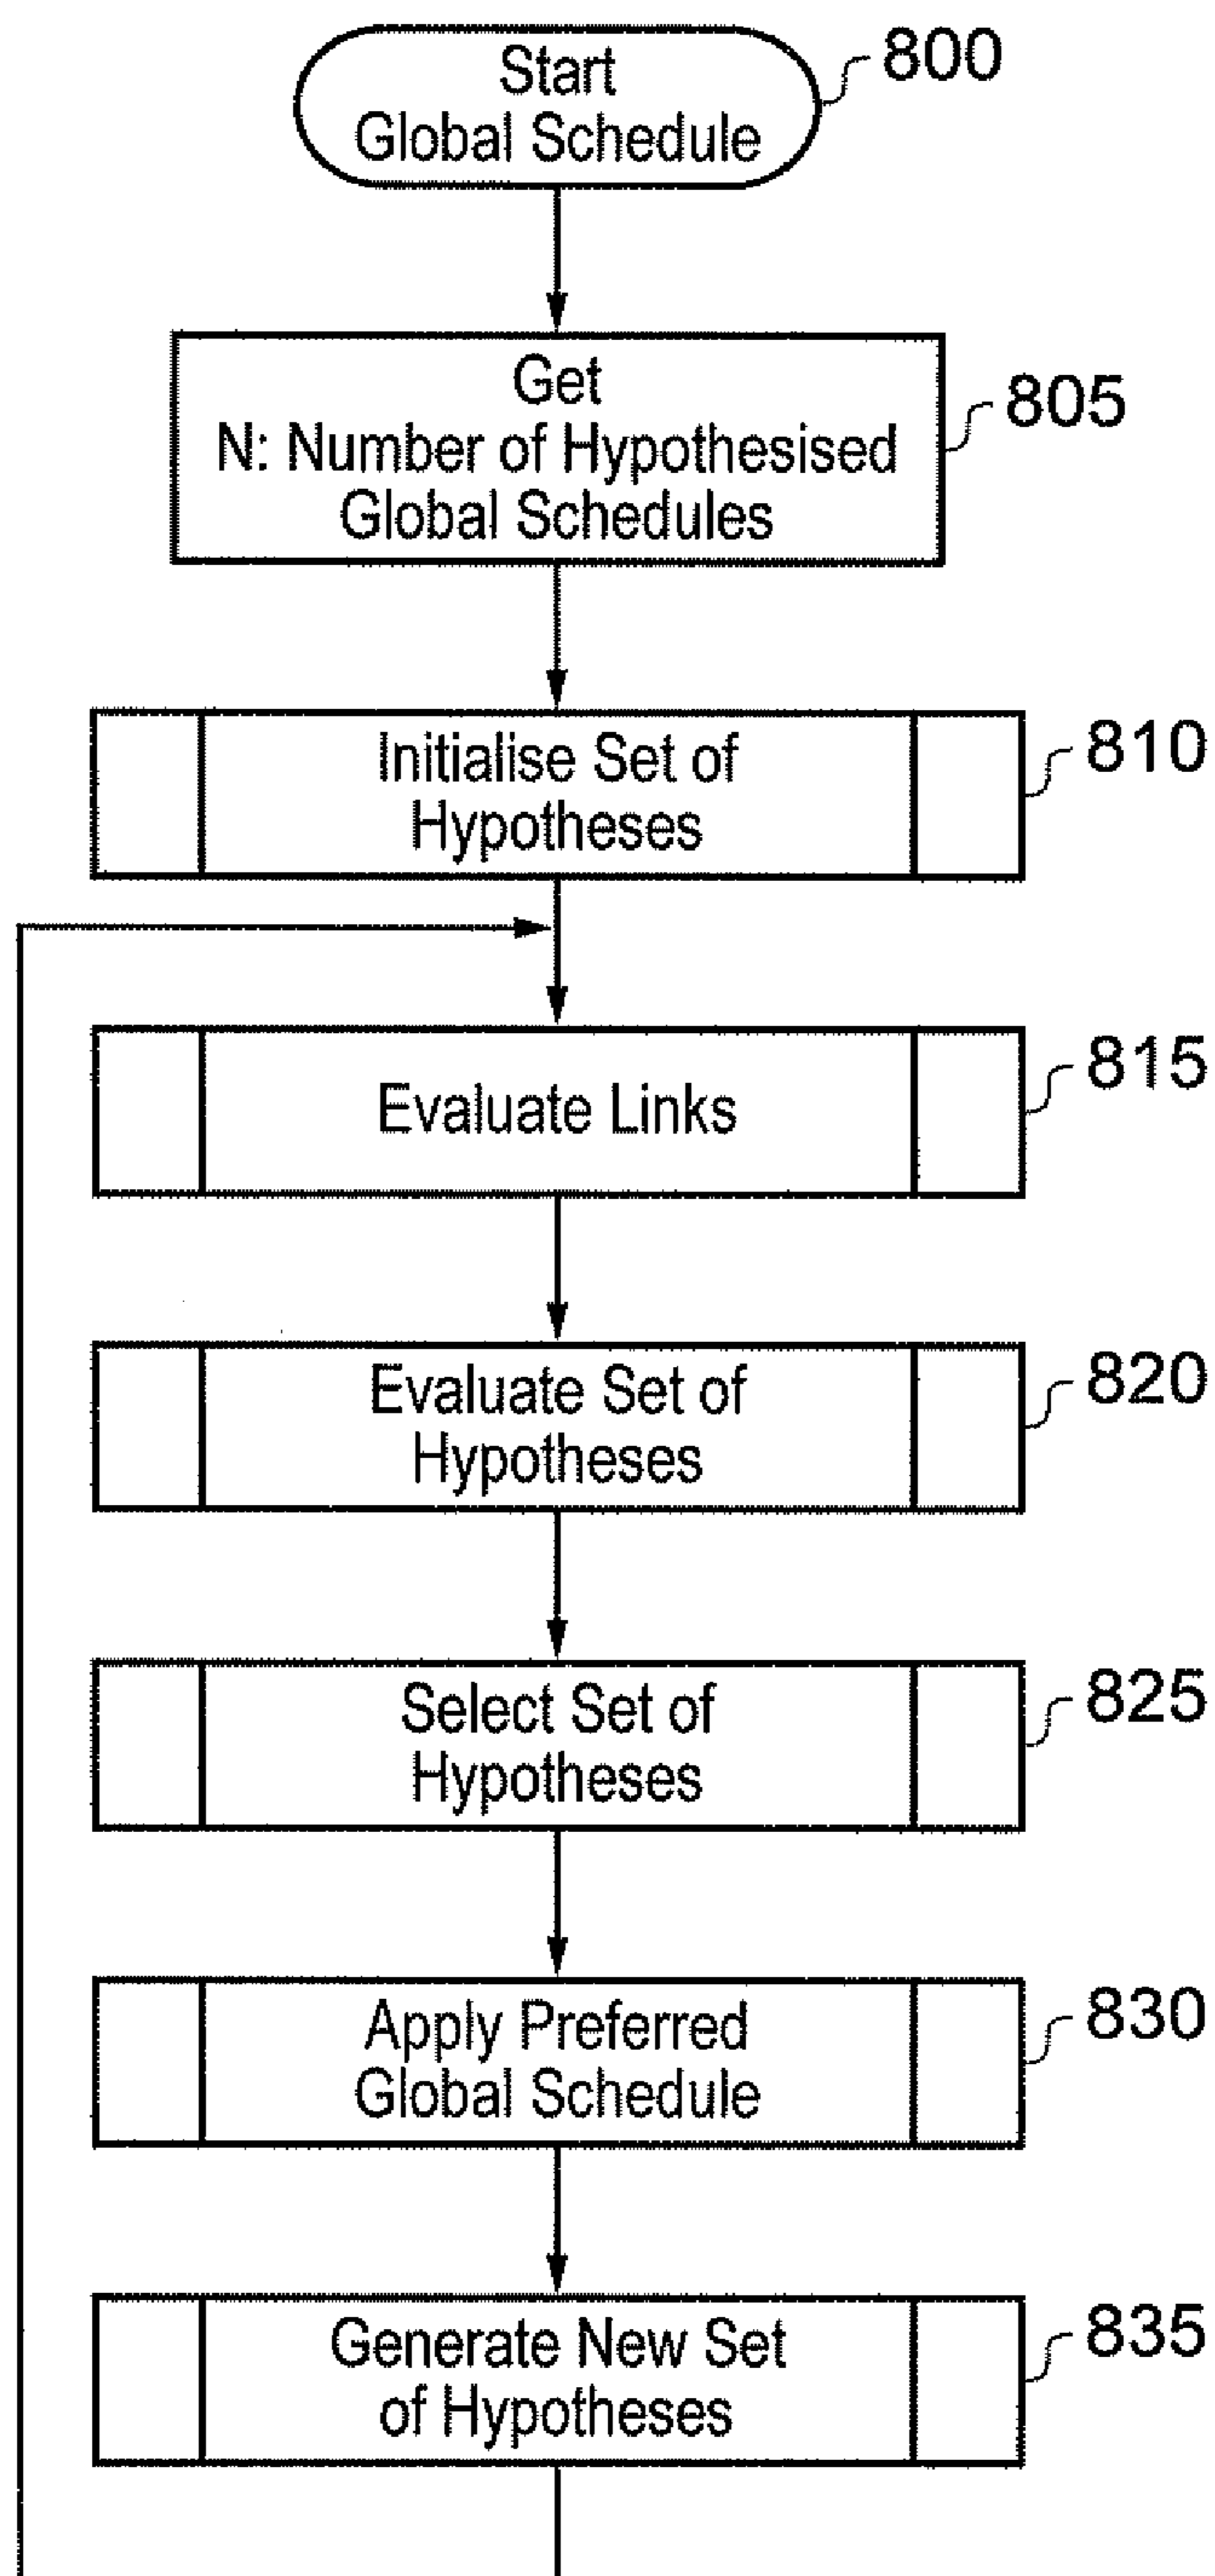 Start
Global Schedule
800
Get
N: Number of Hypothesised
Global Schedules
805
Initialise Set of
Hypotheses
810
Evaluate Links
815
Evaluate Set of
Hypotheses
820
Select Set of
Hypotheses
825
Apply Preferred
Global Schedule
830
Generate New Set
of Hypotheses
835